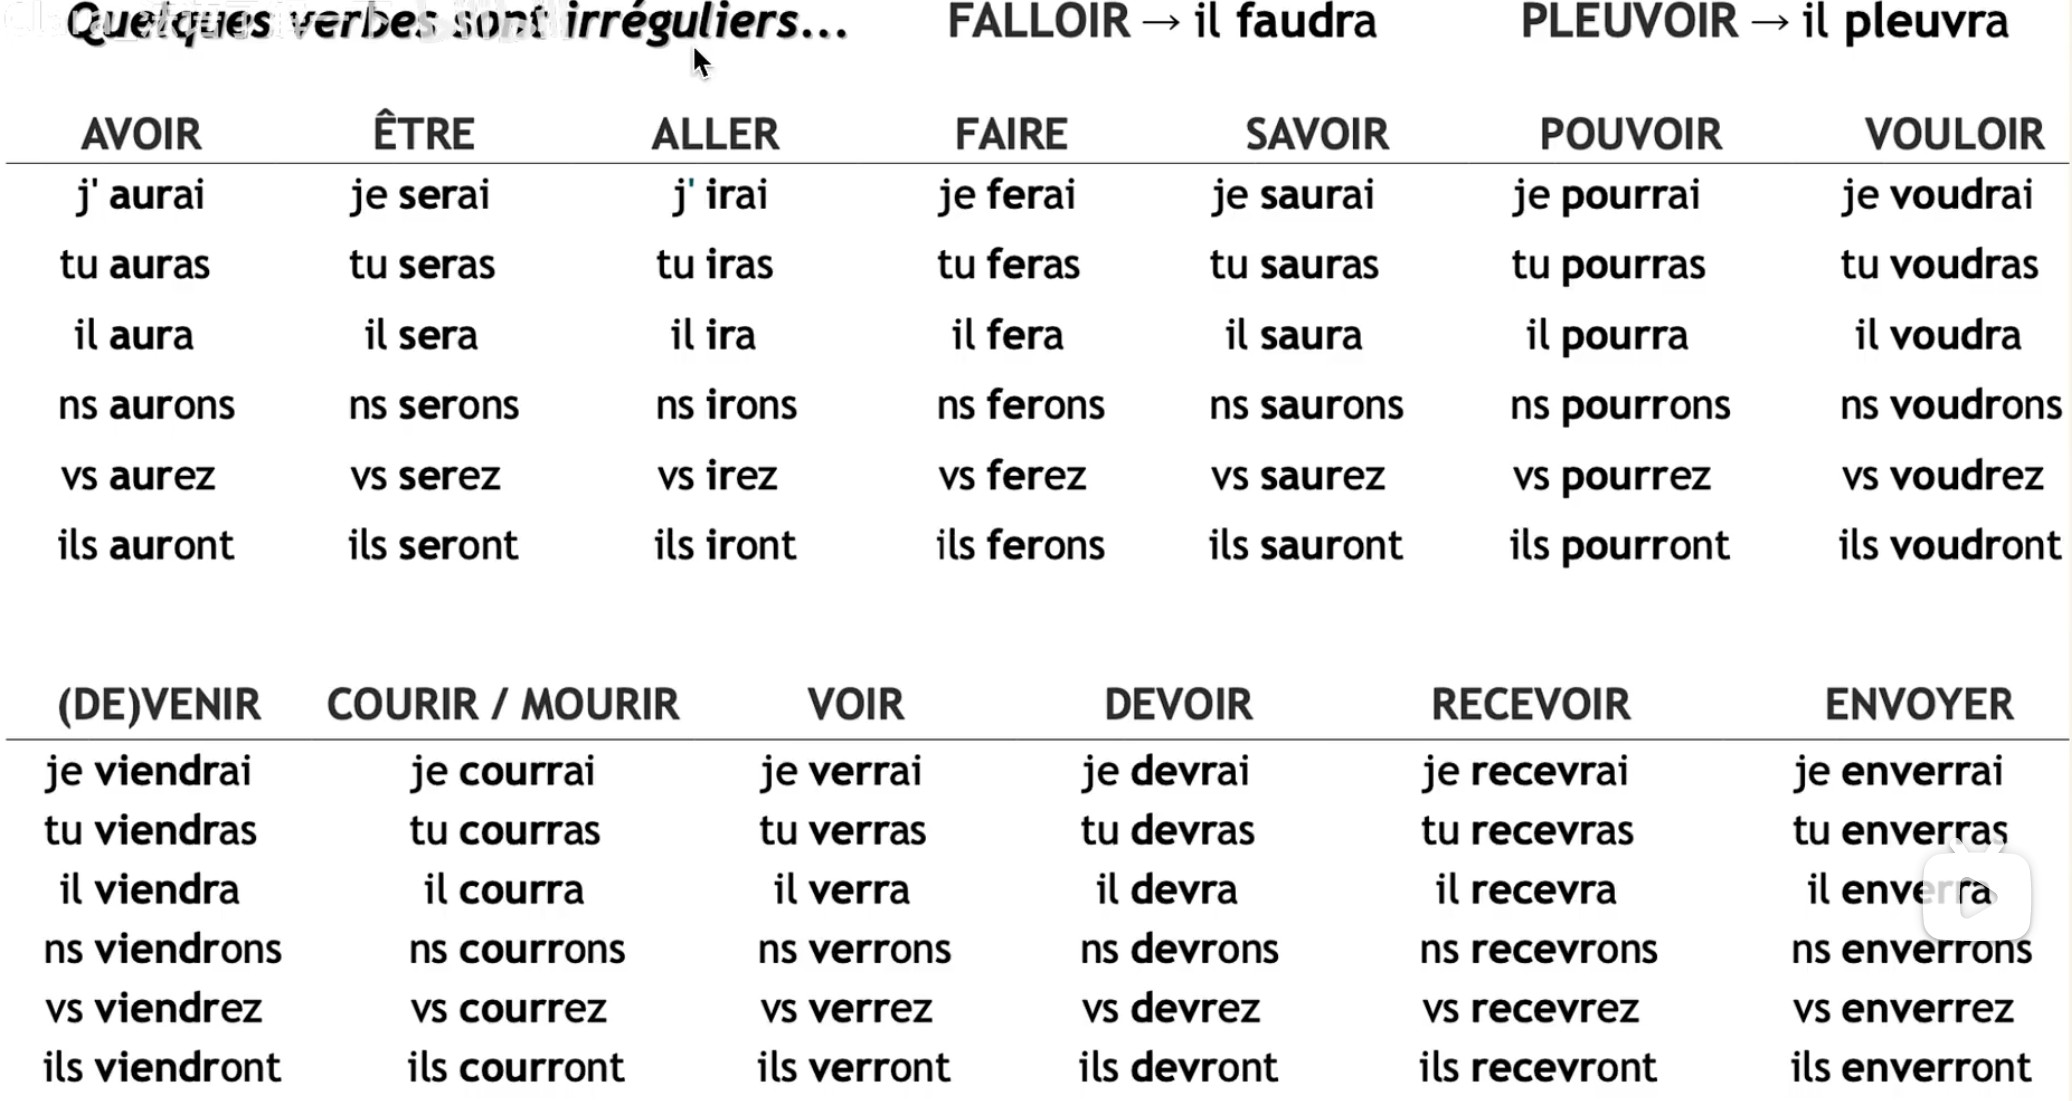 Quelques verbes sont irréguliers... FALLOIR → il faudra PLEUVOIR → il pleuvra
AVOIR ÊTRE ALLER FAIRE SAVOIR POUVOIR VOULOIR
j' aurai je serai j' irai je ferai je saurai je pourrai je voudrai
tu auras tu seras tu iras tu feras tu sauras tu pourras tu voudras
il aura il sera il ira il fera il saura il pourra il voudra
ns aurons ns serons ns irons ns ferons ns saurons ns pourrons ns voudrons
vs aurez vs serez vs irez vs ferez vs saurez vs pourrez vs voudrez
ils auront ils seront ils iront ils ferons ils sauront ils pourront ils voudront
(DE)VENIR COURIR / MOURIR VOIR DEVOIR RECEVOIR ENVOYER
je viendrai je courrai je verrai je devrai je recevrai je enverrai
tu viendras tu courras tu verras tu devras tu recevras tu enverras
il viendra il courra il verra il devra il recevra il enverra
ns viendrons ns courrons ns verrons ns devrons ns recevrons ns enverrons
vs viendrez vs courrez vs verrez vs devrez vs recevrez vs enverrez
ils viendront ils courront ils verront ils devront ils recevront ils enverront